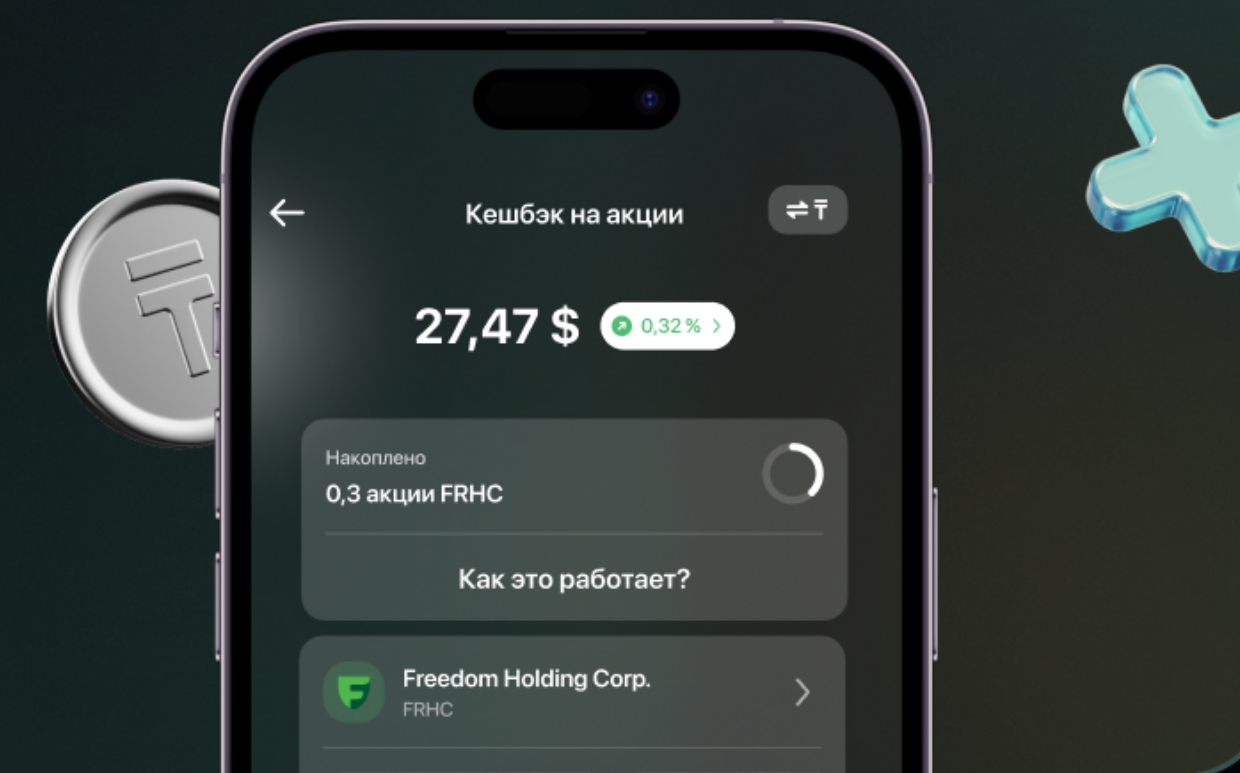 Кешбэк на акции
⇌ ₸
27,47 $ 0,32 %
Накоплено
0,3 акции FRHC
Как это работает?
Freedom Holding Corp.
FRHC
₸